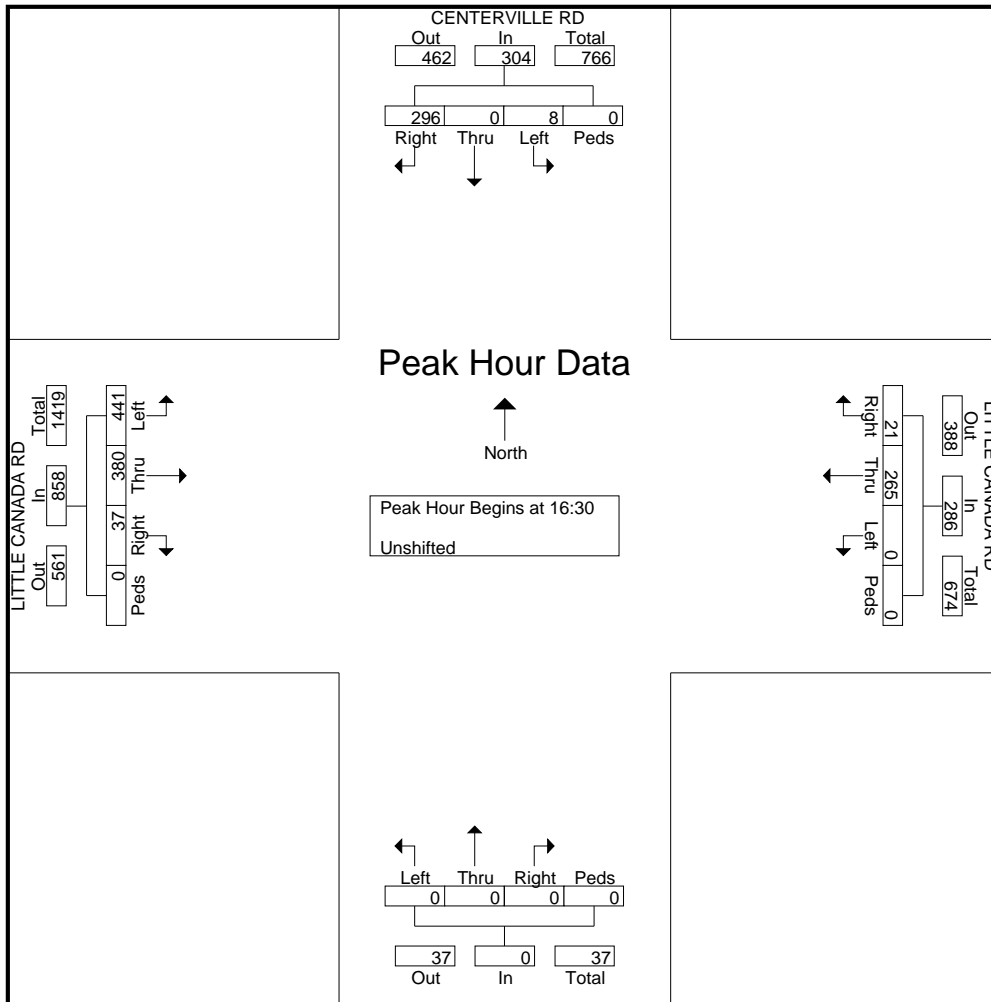 CENTERVILLE RD
Out In Total
462 304 766
296 0 8 0
Right Thru Left Peds
Peak Hour Data
North
Peak Hour Begins at 16:30
Unshifted
LITTLE CANADA RD
Total In Out
1419 858 561
441 380 37 0
Left Thru Right Peds
LITTLE CANADA RD
Out In Total
388 286 674
21 265 0 0
Right Thru Left Peds
Left Thru Right Peds
0 0 0 0
37 0 37
Out In Total